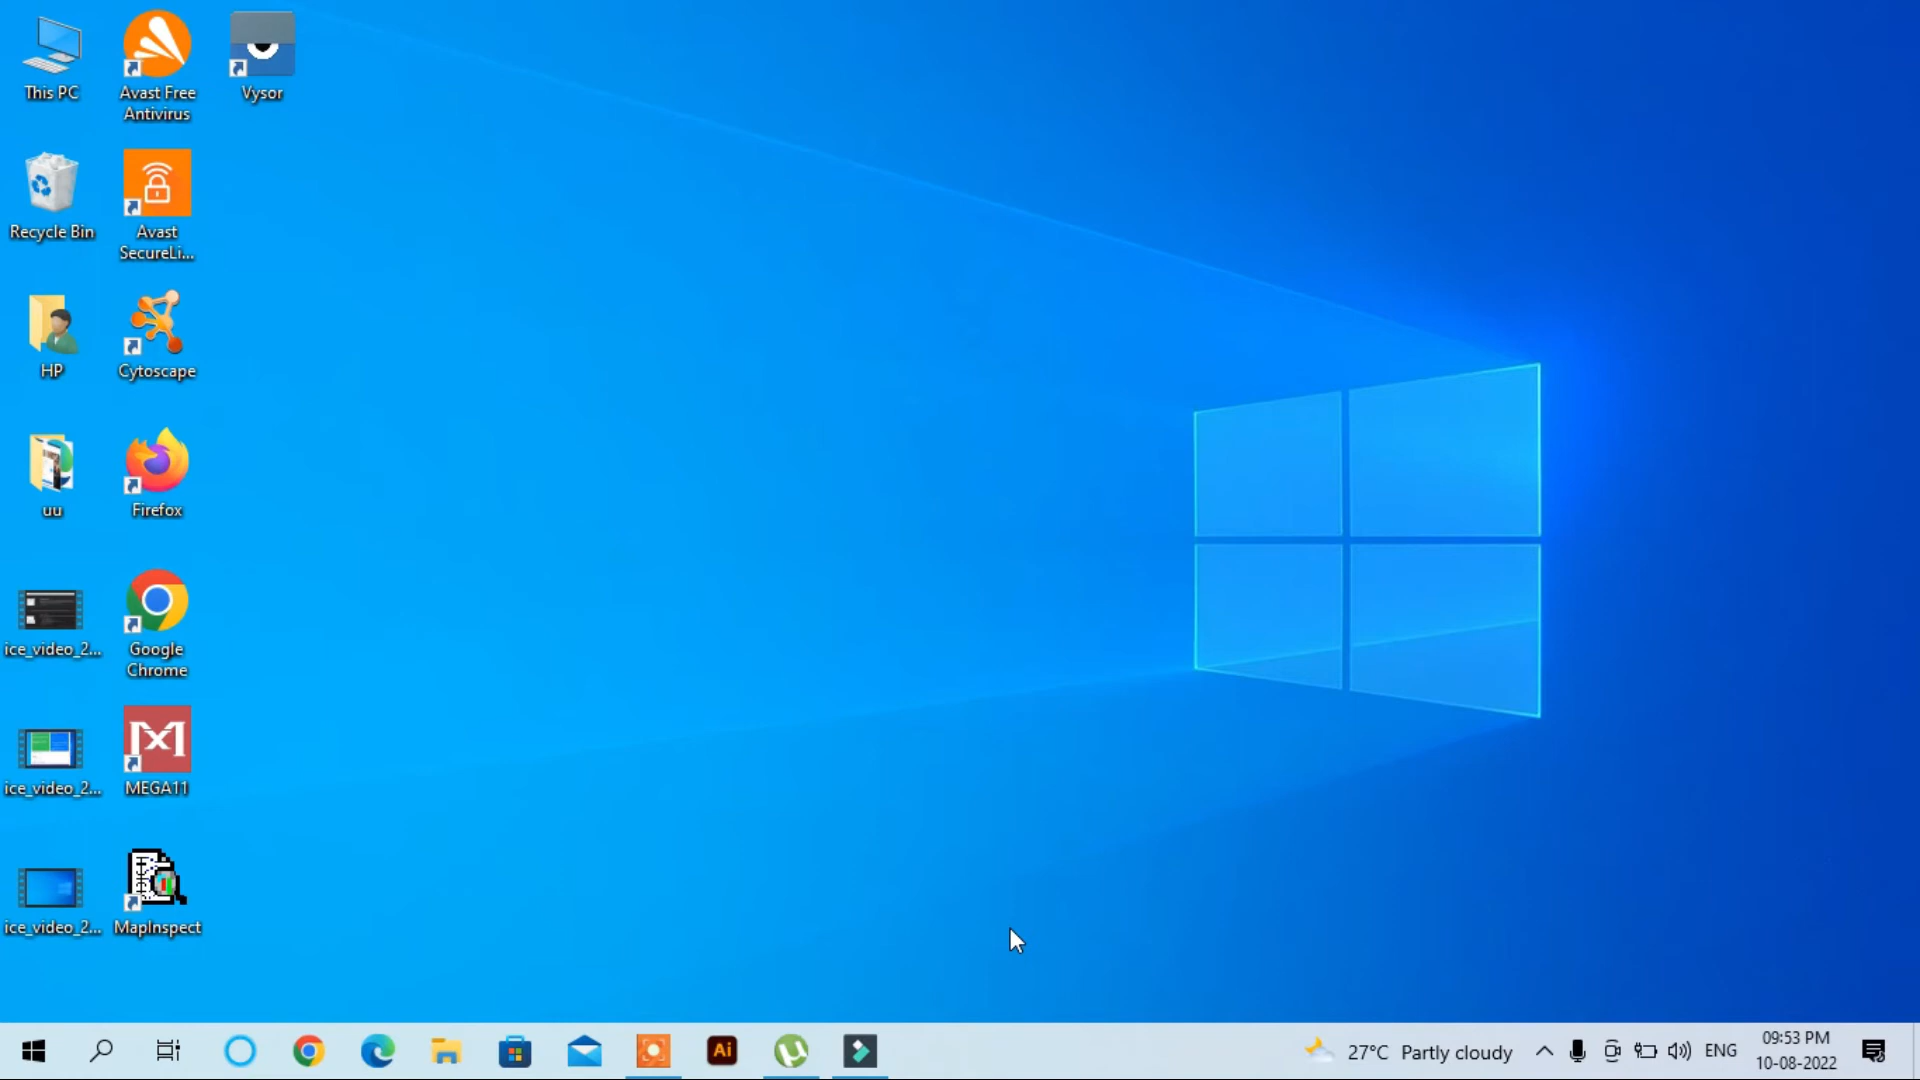 This PC
Avast Free
Antivirus
Vysor
Recycle Bin
Avast
SecureLi...
HP
Cytoscape
uu
Firefox
ice_video_2...
Google
Chrome
ice_video_2...
MEGA11
ice_video_2...
MapInspect
Ai
27°C Partly cloudy
ENG
09:53 PM
10-08-2022